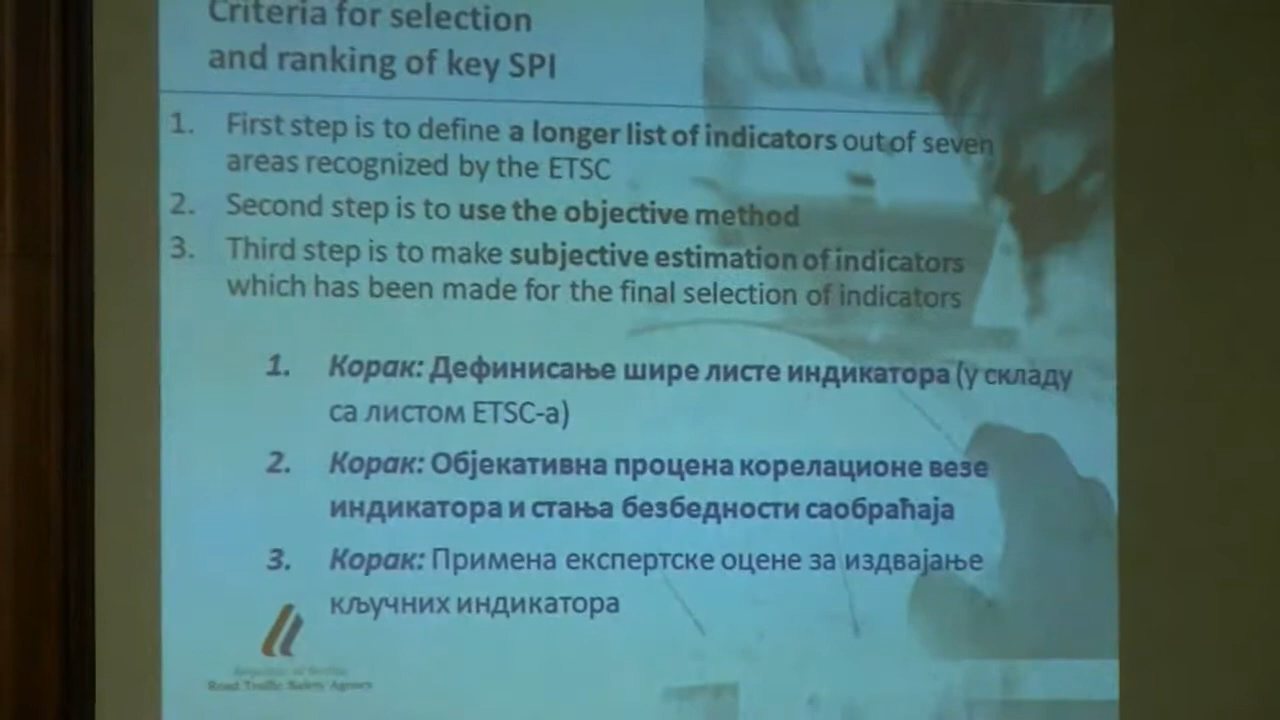 Criteria for selection
and ranking of key SPI
1. First step is to define a longer list of indicators out of seven
areas recognized by the ETSC
2. Second step is to use the objective method
3. Third step is to make subjective estimation of indicators
which has been made for the final selection of indicators
1. Корак: Дефинисање шире листе индикатора (у складу
са листом ETSC-а)
2. Корак: Објекативна процена корелационе везе
индикатора и стања безбедности саобраћаја
3. Корак: Примена експертске оцене за издвајање
кључних индикатора
Republic of Serbia
Road Traffic Safety Agency